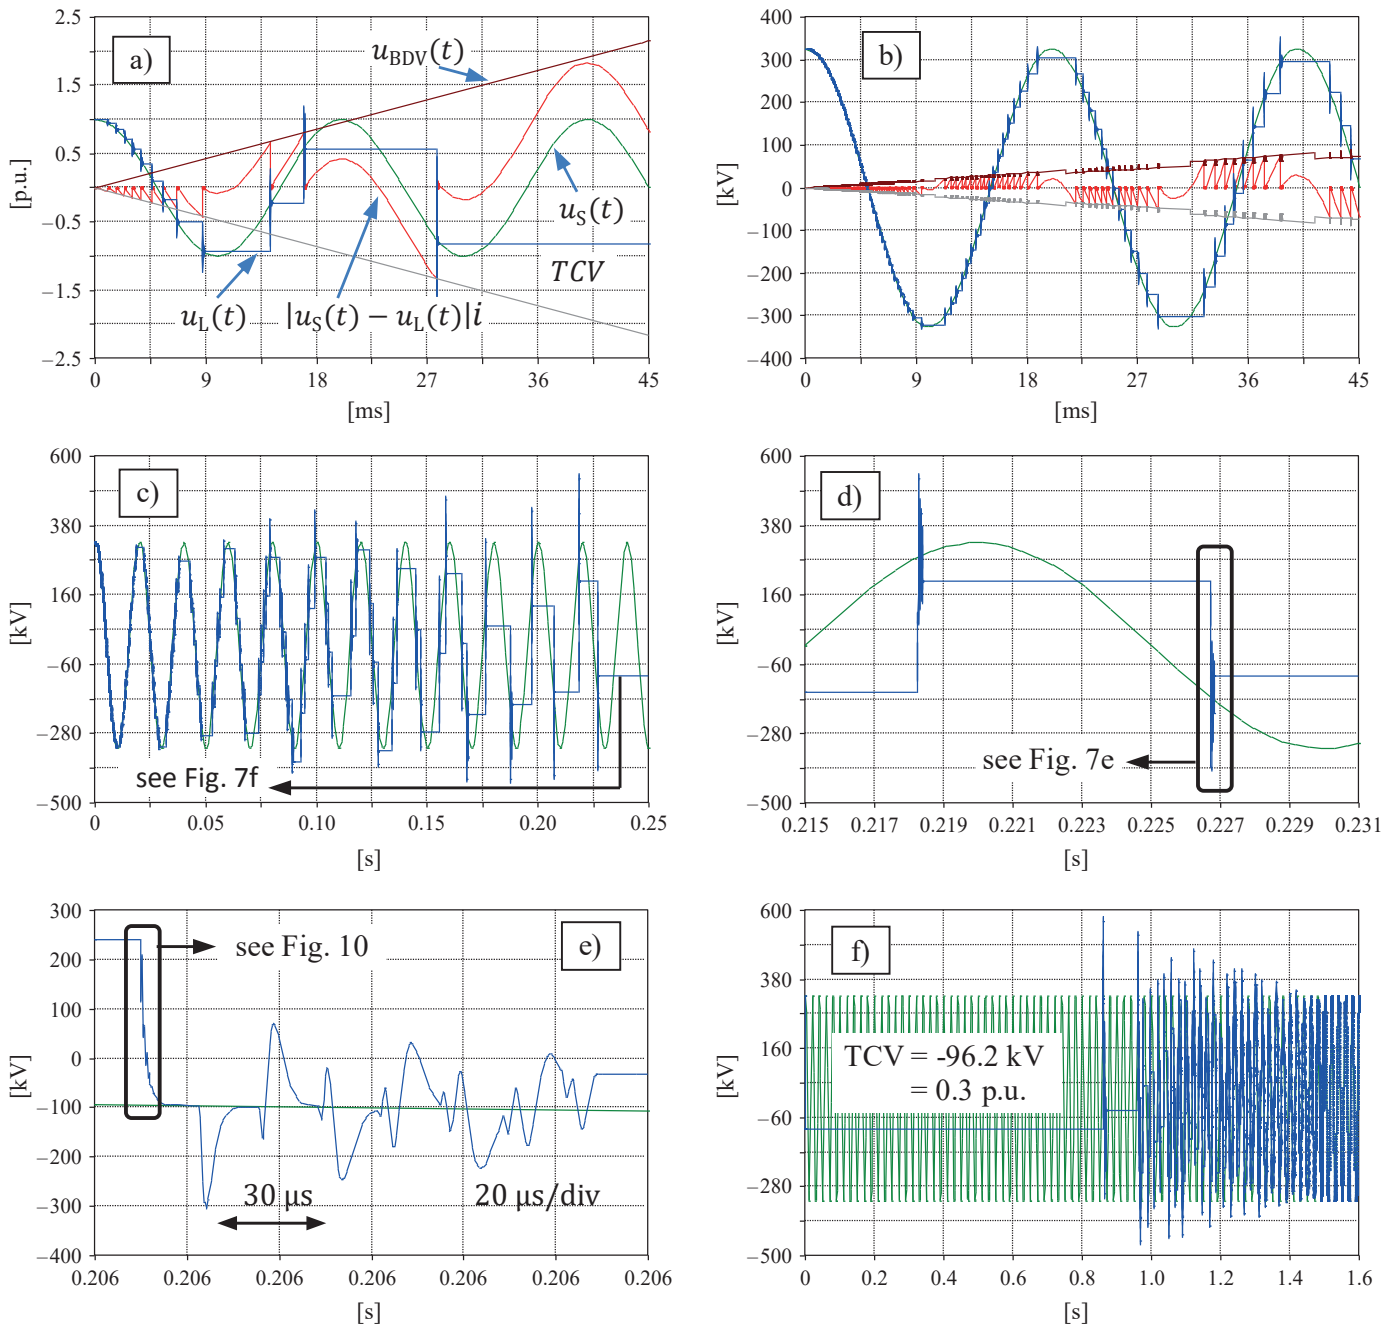 a)
u_BDV(t)
u_S(t)
TCV
u_L(t)
|u_S(t) − u_L(t)|i
2.5
1.5
0.5
−0.5
−1.5
−2.5
[p.u.]
0 9 18 27 36 45
[ms]
b)
400
300
200
100
0
−100
−200
−300
−400
[kV]
0 9 18 27 36 45
[ms]
c)
600
380
160
−60
−280
−500
[kV]
see Fig. 7f
0 0.05 0.10 0.15 0.20 0.25
[s]
d)
600
380
160
−60
−280
−500
[kV]
see Fig. 7e
0.215 0.217 0.219 0.221 0.223 0.225 0.227 0.229 0.231
[s]
e)
300
200
100
0
−100
−200
−300
−400
[kV]
see Fig. 10
30 µs
20 µs/div
0.206 0.206 0.206 0.206 0.206 0.206
[s]
f)
600
380
160
−60
−280
−500
[kV]
TCV = -96.2 kV
= 0.3 p.u.
0 0.2 0.4 0.6 0.8 1.0 1.2 1.4 1.6
[s]